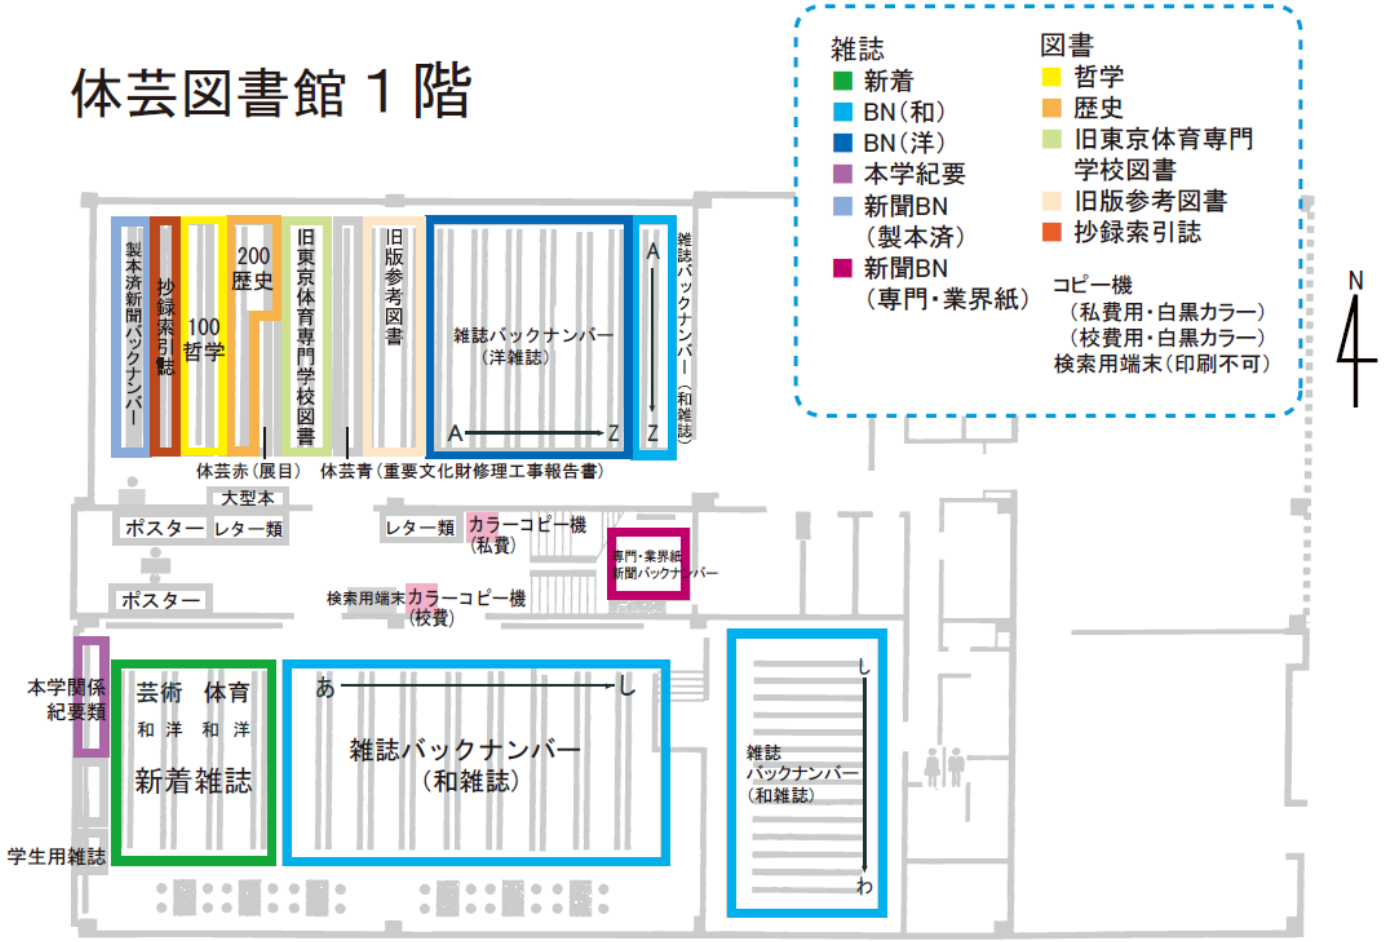 体芸図書館1階
雑誌
新着
BN(和)
BN(洋)
本学紀要
新聞BN
(製本済)
新聞BN
(専門・業界紙)
図書
哲学
歴史
旧東京体育専門
学校図書
旧版参考図書
抄録索引誌
コピー機
(私費用・白黒カラー)
(校費用・白黒カラー)
検索用端末(印刷不可)
N
製本済新聞バックナンバー
抄録索引誌
100
哲学
200
歴史
旧東京体育専門学校図書
旧版参考図書
雑誌バックナンバー
(洋雑誌)
A
Z
A
Z
雑誌バックナンバー(和雑誌)
体芸赤(展目)
体芸青(重要文化財修理工事報告書)
大型本
ポスター
レター類
レター類
カラーコピー機
(私費)
専門・業界紙
新聞バックナンバー
ポスター
検索用端末
カラーコピー機
(校費)
本学関係
紀要類
芸術 体育
和 洋 和 洋
新着雑誌
あ
し
雑誌バックナンバー
(和雑誌)
し
雑誌
バックナンバー
(和雑誌)
わ
学生用雑誌